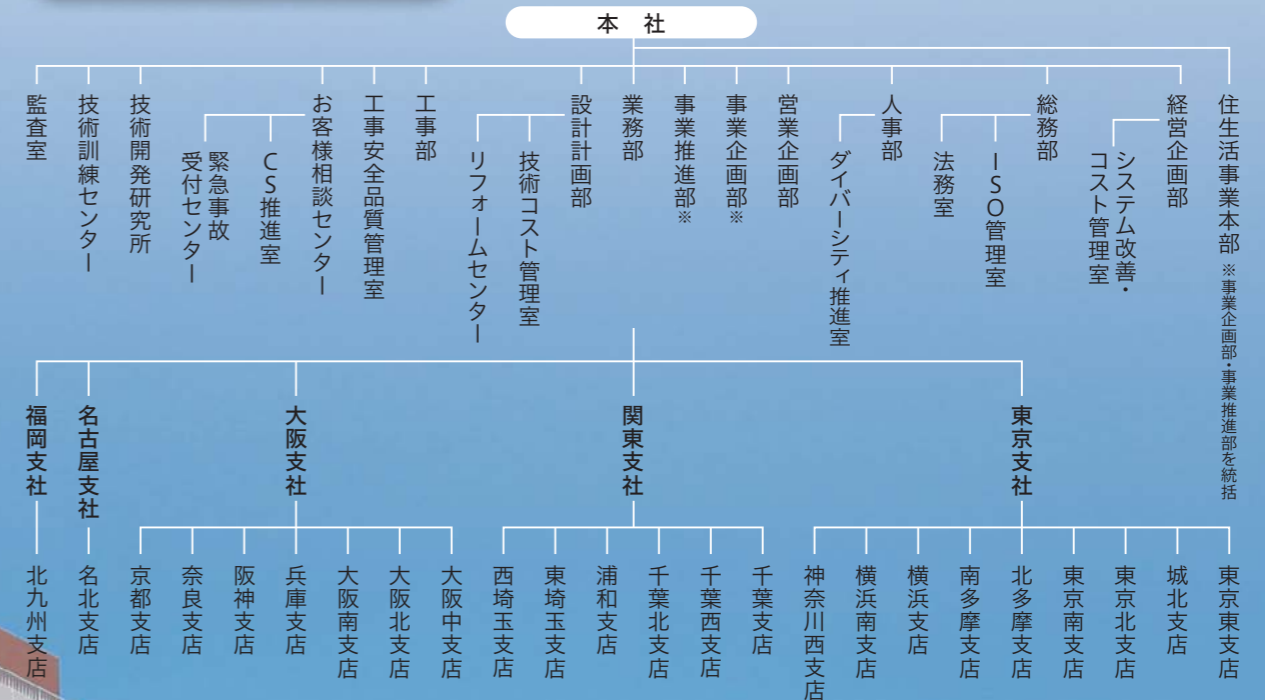 本社
住生活事業本部 ※事業企画部・事業推進部を統括
経営企画部
システム改善・
コスト管理室
総務部
ISO管理室
法務室
人事部
ダイバーシティ推進室
営業企画部
事業企画部※
事業推進部※
業務部
設計計画部
技術コスト管理室
リフォームセンター
工事部
工事安全品質管理室
お客様相談センター
CS推進室
緊急事故
受付センター
技術開発研究所
技術訓練センター
監査室
東京支社
関東支社
大阪支社
名古屋支社
福岡支社
東京東支店
城北支店
東京北支店
東京南支店
北多摩支店
南多摩支店
横浜支店
横浜南支店
神奈川西支店
千葉支店
千葉西支店
千葉北支店
浦和支店
東埼玉支店
西埼玉支店
大阪中支店
大阪北支店
大阪南支店
兵庫支店
阪神支店
奈良支店
京都支店
名北支店
北九州支店